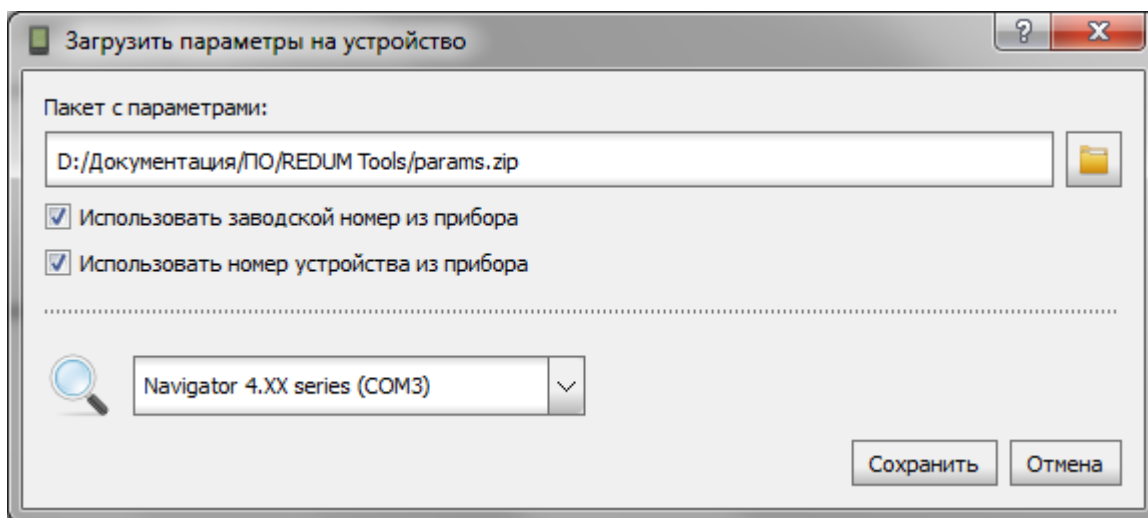 Загрузить параметры на устройство
Пакет с параметрами:
D:/Документация/ПО/REDUM Tools/params.zip
Использовать заводской номер из прибора
Использовать номер устройства из прибора
Navigator 4.XX series (COM3)
Сохранить Отмена